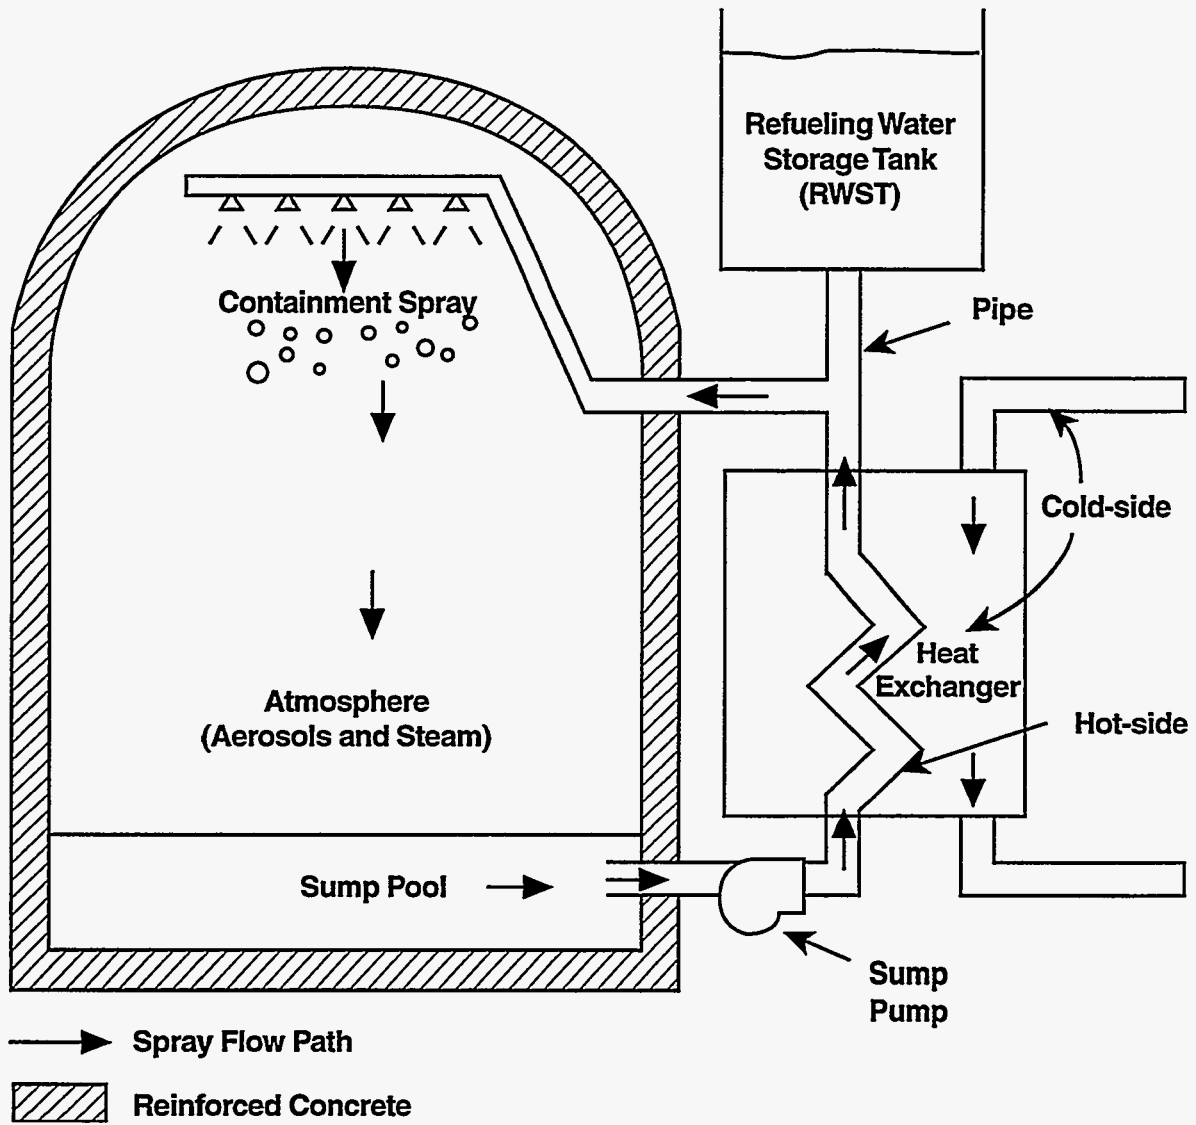 Refueling Water
Storage Tank
(RWST)
Containment Spray
Pipe
Cold-side
Heat
Exchanger
Atmosphere
(Aerosols and Steam)
Hot-side
Sump Pool
Sump
Pump
Spray Flow Path
Reinforced Concrete